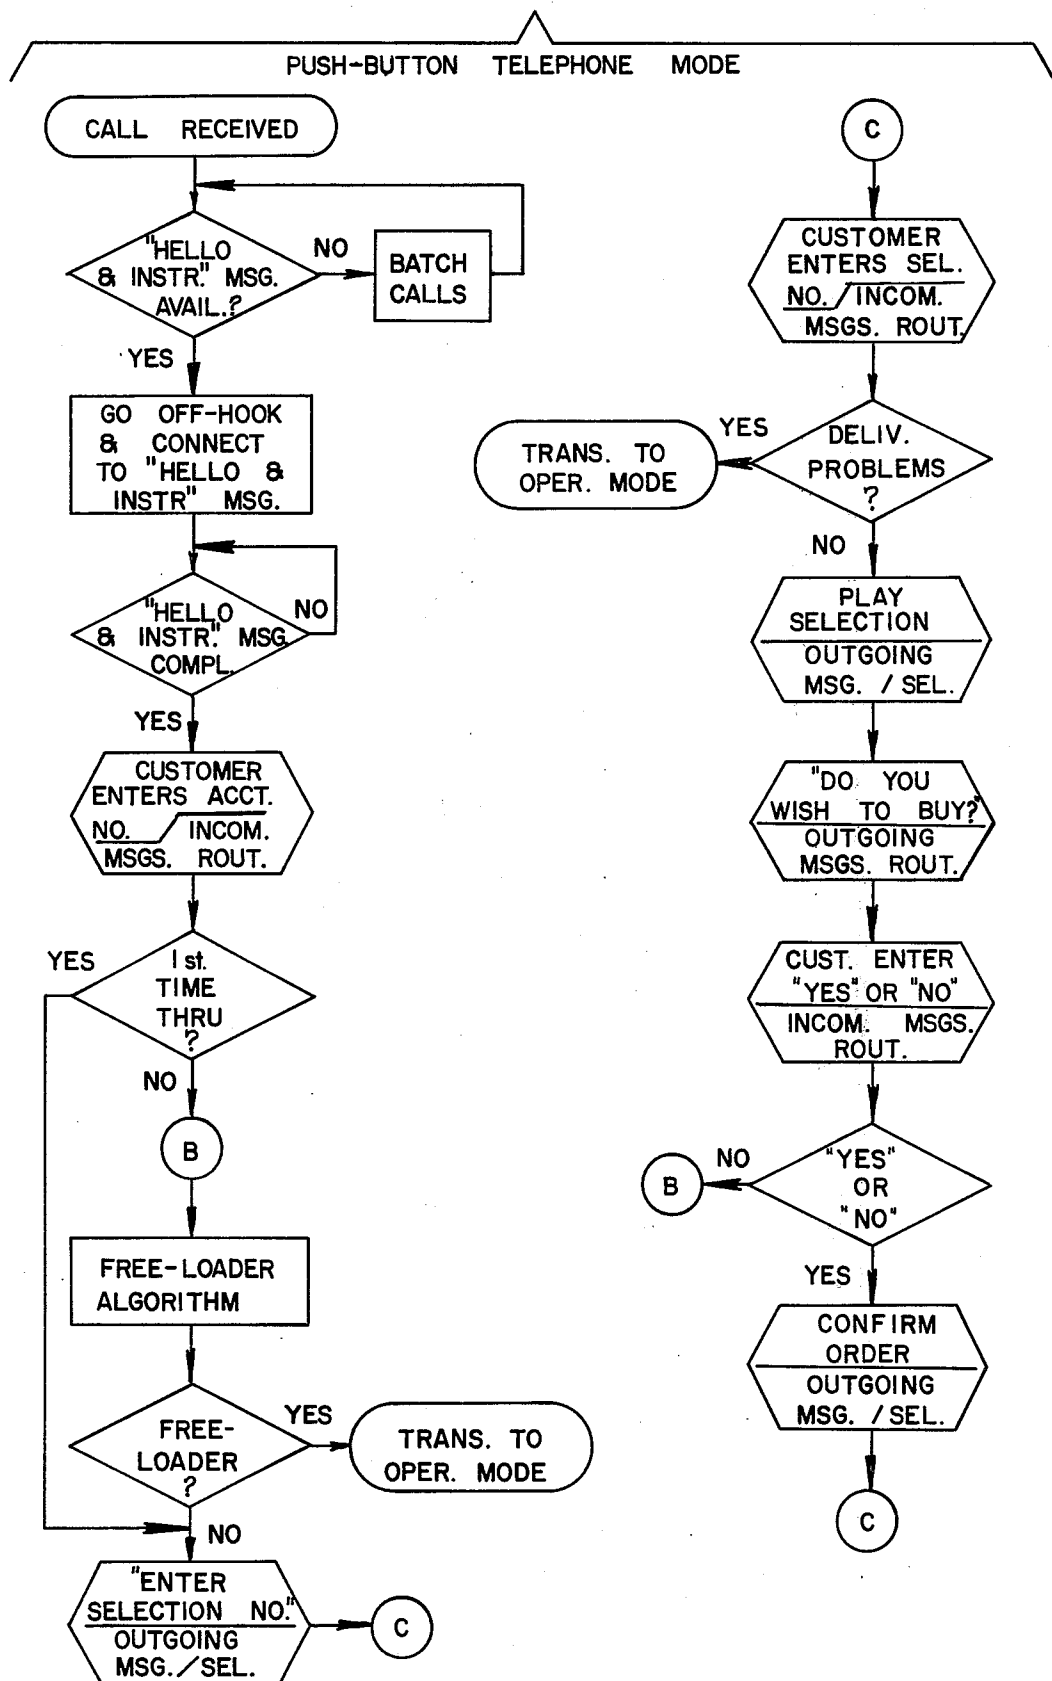 PUSH-BUTTON TELEPHONE MODE
CALL RECEIVED
"HELLO
& INSTR." MSG.
AVAIL.?
NO
BATCH
CALLS
YES
GO OFF-HOOK
& CONNECT
TO "HELLO &
INSTR" MSG.
"HELLO
& INSTR." MSG.
COMPL.
NO
YES
CUSTOMER
ENTERS ACCT.
NO. / INCOM.
MSGS. ROUT.
YES
1st.
TIME
THRU
?
NO
B
FREE-LOADER
ALGORITHM
FREE-
LOADER
?
YES
TRANS. TO
OPER. MODE
NO
"ENTER
SELECTION NO."
OUTGOING
MSG./SEL.
C
C
CUSTOMER
ENTERS SEL.
NO. / INCOM.
MSGS. ROUT.
DELIV.
PROBLEMS
?
YES
TRANS. TO
OPER. MODE
NO
PLAY
SELECTION
OUTGOING
MSG. / SEL.
"DO YOU
WISH TO BUY?"
OUTGOING
MSGS. ROUT.
CUST. ENTER
"YES" OR "NO"
INCOM. MSGS.
ROUT.
"YES"
OR
"NO"
NO
B
YES
CONFIRM
ORDER
OUTGOING
MSG. / SEL.
C